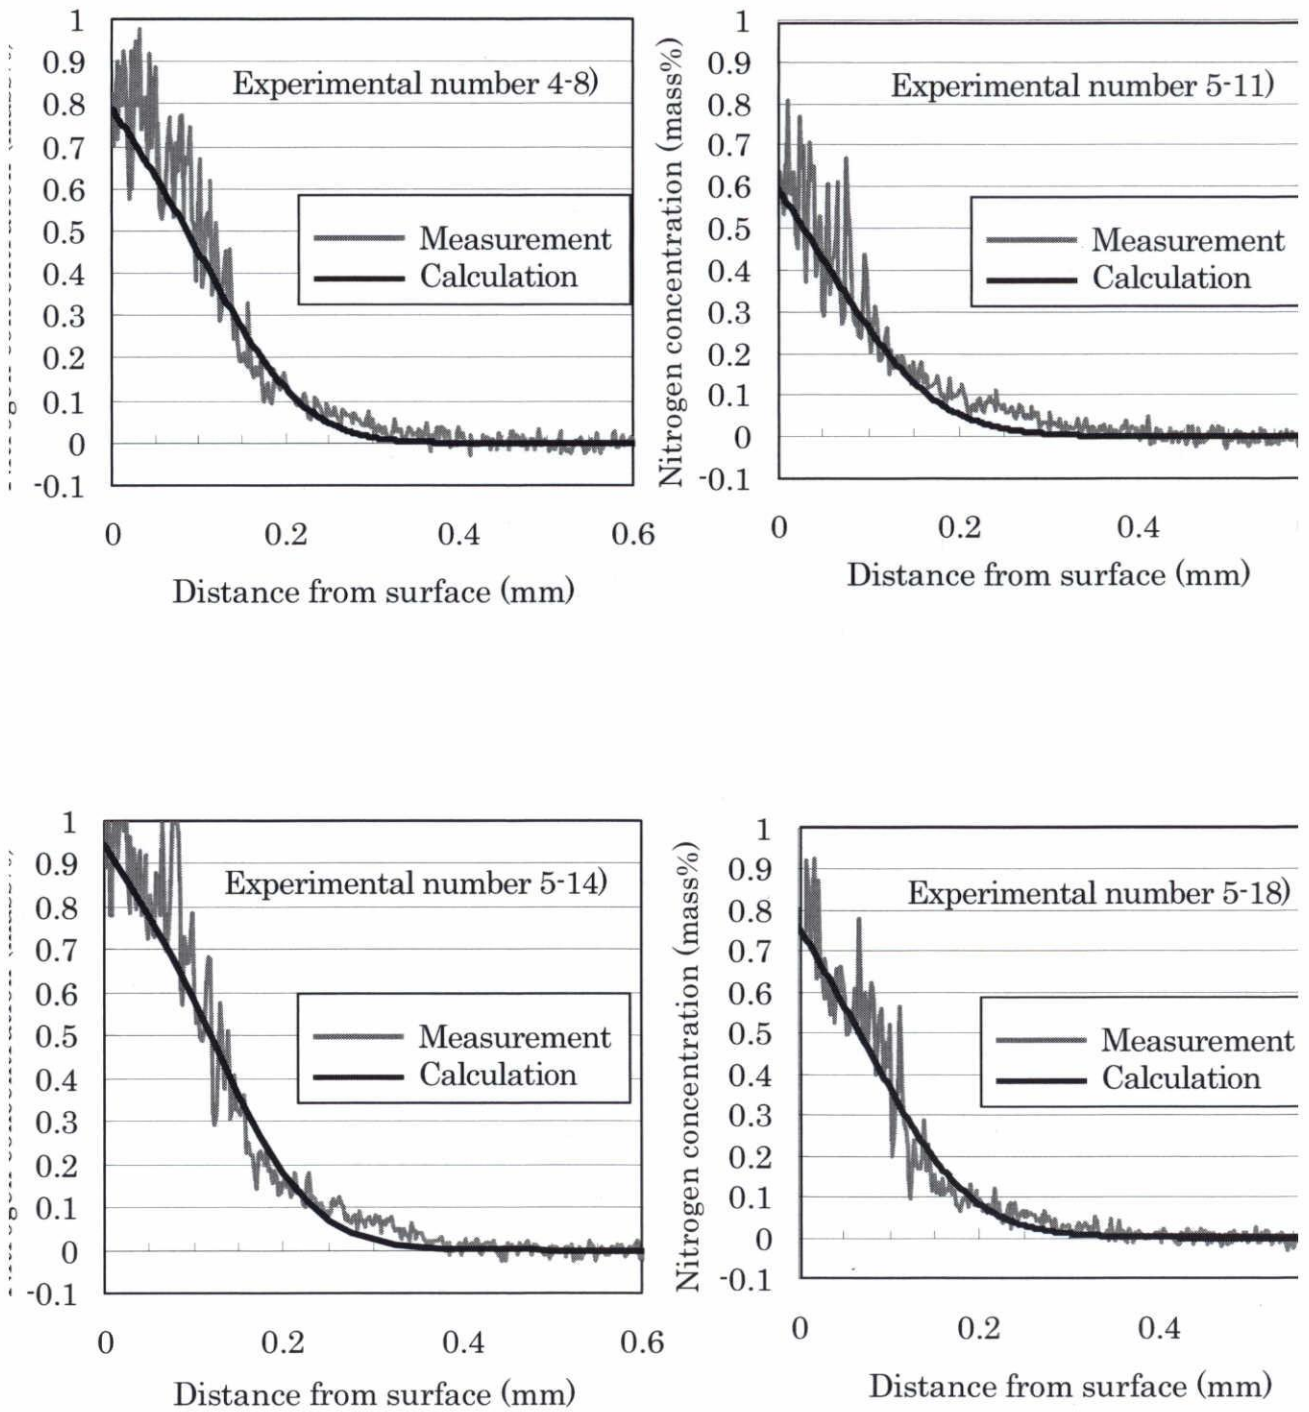 1
0.9
0.8
0.7
0.6
0.5
0.4
0.3
0.2
0.1
0
-0.1
Experimental number 4-8)
Measurement
Calculation
0 0.2 0.4 0.6
Distance from surface (mm)
Nitrogen concentration (mass%)
1
0.9
0.8
0.7
0.6
0.5
0.4
0.3
0.2
0.1
0
-0.1
Experimental number 5-11)
Measurement
Calculation
0 0.2 0.4
Distance from surface (mm)
1
0.9
0.8
0.7
0.6
0.5
0.4
0.3
0.2
0.1
0
-0.1
Experimental number 5-14)
Measurement
Calculation
0 0.2 0.4 0.6
Distance from surface (mm)
Nitrogen concentration (mass%)
1
0.9
0.8
0.7
0.6
0.5
0.4
0.3
0.2
0.1
0
-0.1
Experimental number 5-18)
Measurement
Calculation
0 0.2 0.4
Distance from surface (mm)